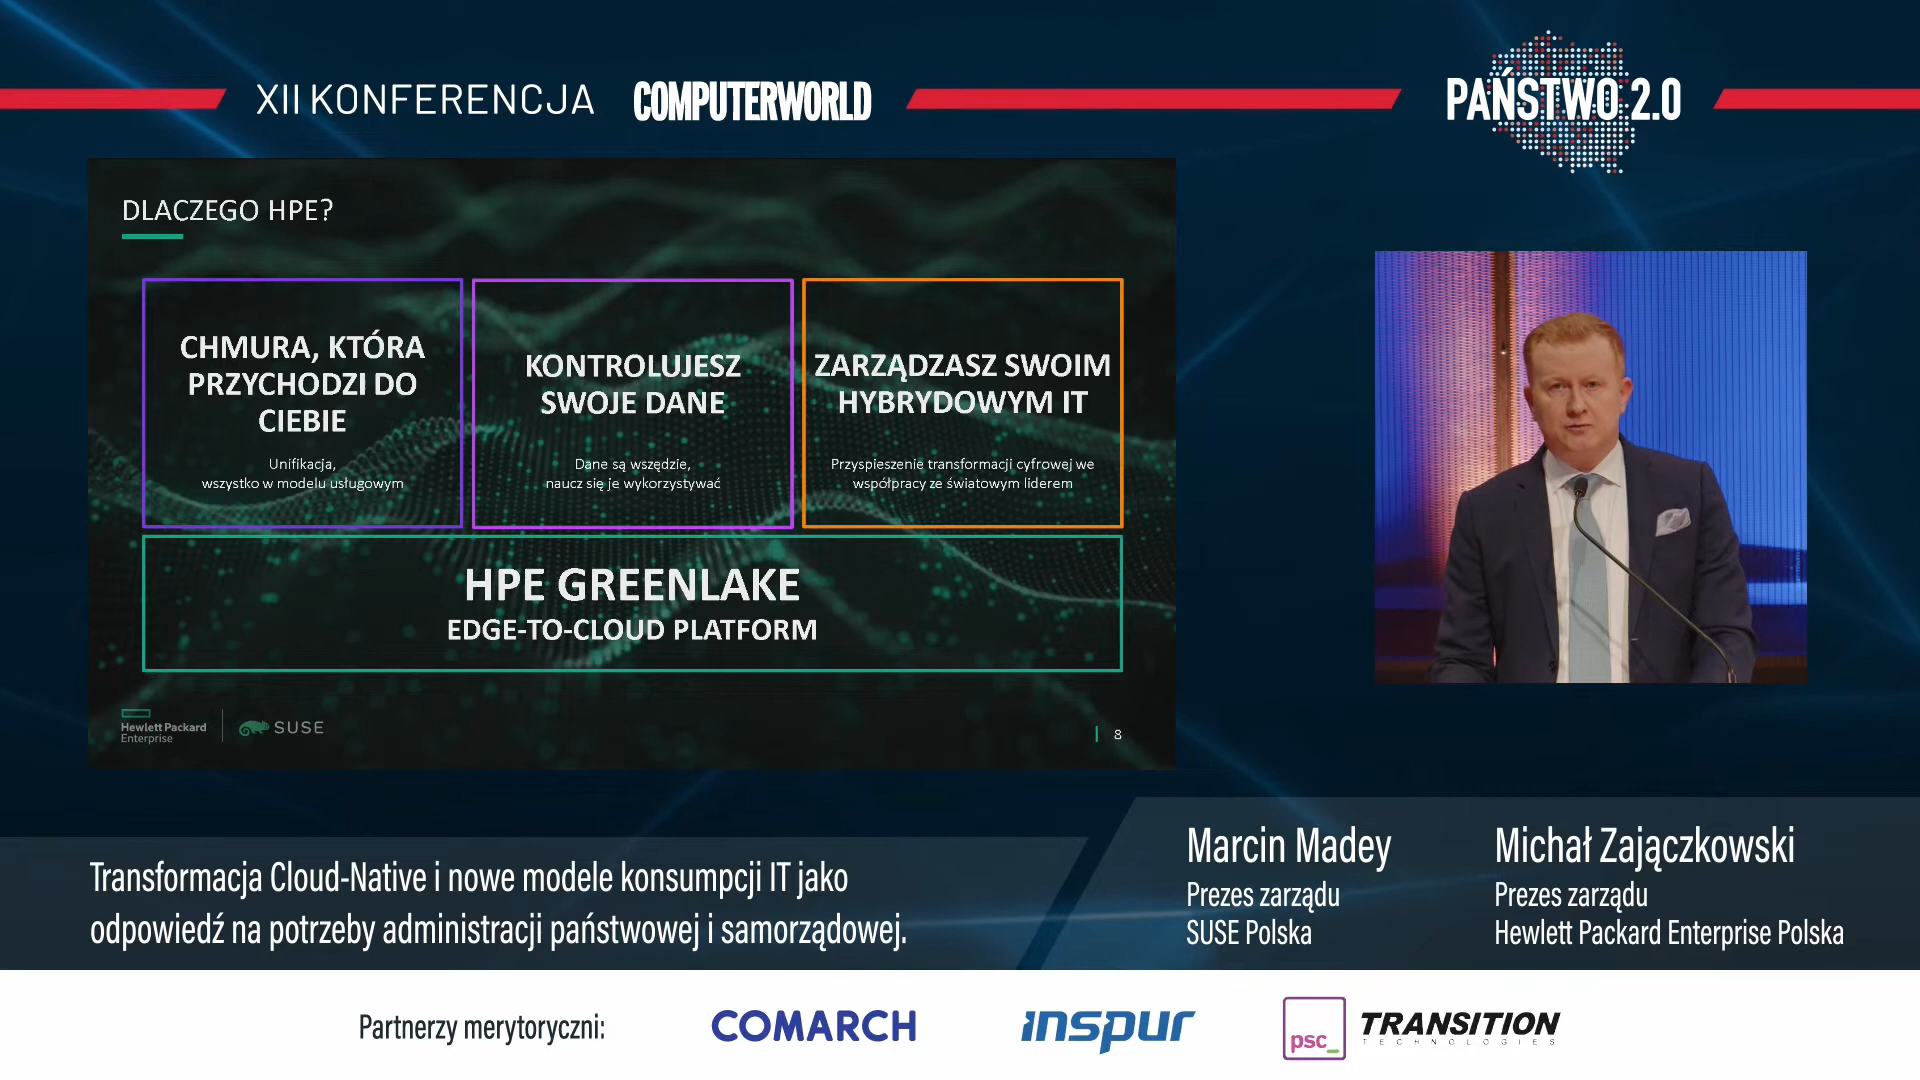 XII KONFERENCJA COMPUTERWORLD
PAŃSTWO 2.0
DLACZEGO HPE?
CHMURA, KTÓRA
PRZYCHODZI DO
CIEBIE
Unifikacja,
wszystko w modelu usługowym
KONTROLUJESZ
SWOJE DANE
Dane są wszędzie,
naucz się je wykorzystywać
ZARZĄDZASZ SWOIM
HYBRYDOWYM IT
Przyspieszenie transformacji cyfrowej we
współpracy ze światowym liderem
HPE GREENLAKE
EDGE-TO-CLOUD PLATFORM
Hewlett Packard
Enterprise
SUSE
8
Transformacja Cloud-Native i nowe modele konsumpcji IT jako
odpowiedź na potrzeby administracji państwowej i samorządowej.
Marcin Madey
Prezes zarządu
SUSE Polska
Michał Zajączkowski
Prezes zarządu
Hewlett Packard Enterprise Polska
Partnerzy merytoryczni:
COMARCH
inspur
psc_
TRANSITION
TECHNOLOGIES